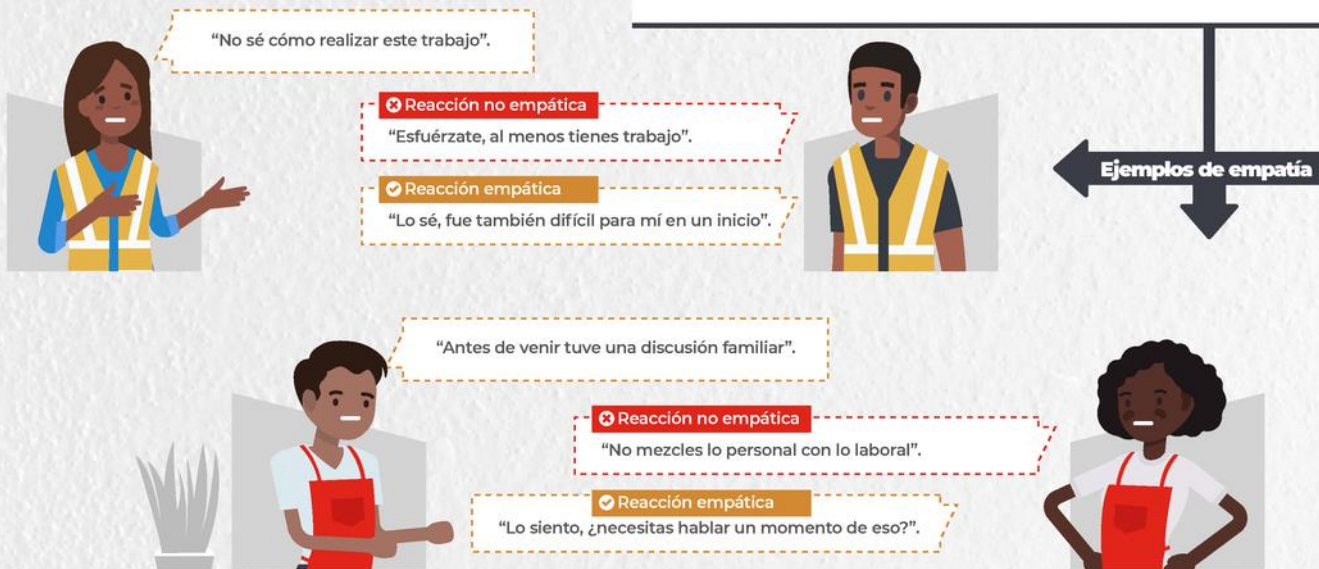 “No sé cómo realizar este trabajo”.
Reacción no empática
“Esfuérzate, al menos tienes trabajo”.
Reacción empática
“Lo sé, fue también difícil para mí en un inicio”.
Ejemplos de empatía
“Antes de venir tuve una discusión familiar”.
Reacción no empática
“No mezcles lo personal con lo laboral”.
Reacción empática
“Lo siento, ¿necesitas hablar un momento de eso?”.